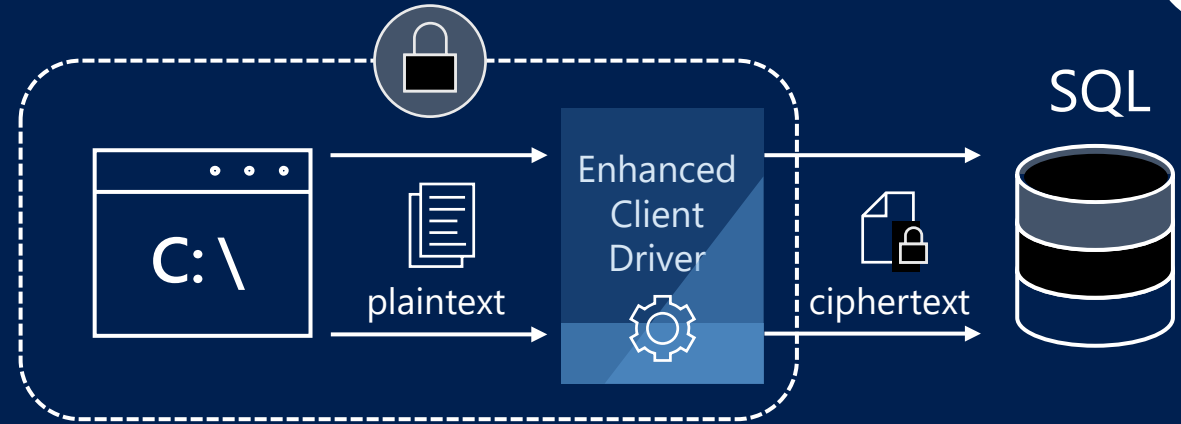 SQL
C:\
Enhanced
Client
Driver
plaintext
ciphertext